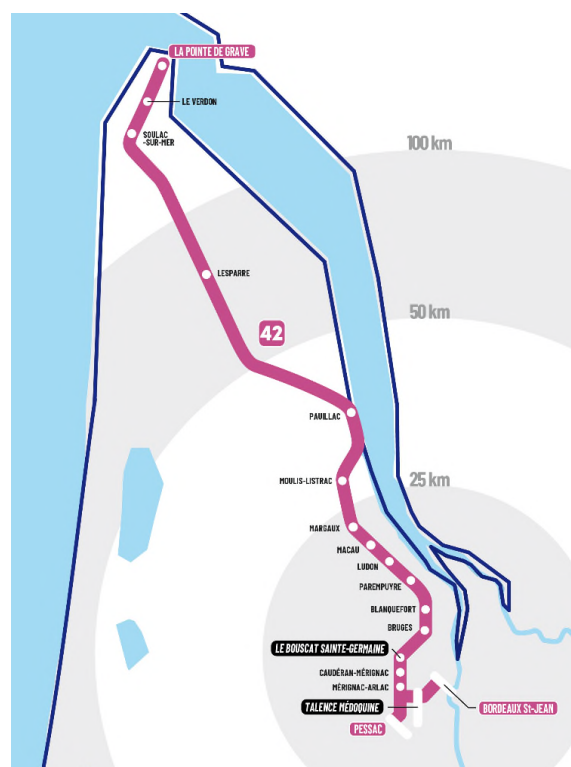 LA POINTE DE GRAVE
LE VERDON
SOULAC
-SUR-MER
100 km
LESPARRE
50 km
42
PAUILLAC
25 km
MOULIS-LISTRAC
MARGAUX
MACAU
LUDON
PAREMPUYRE
BLANQUEFORT
BRUGES
LE BOUSCAT SAINTE-GERMAINE
CAUDÉRAN-MÉRIGNAC
MÉRIGNAC-ARLAC
TALENCE MÉDOQUINE
BORDEAUX St-JEAN
PESSAC